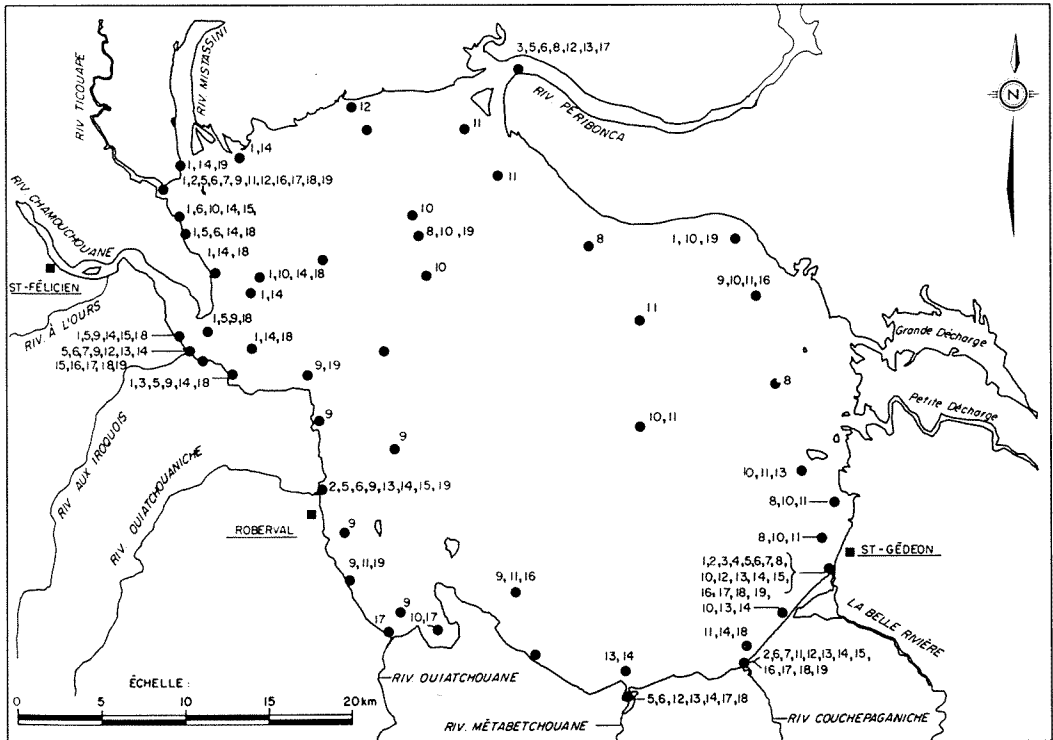 3,5,6,8,12,13,17
RIV. MISTASSINI
RIV TICOUAPE
RIV. PÉRIBONCA
N
12
11
1,14
1,14,19
1,2,5,6,7,9,11,12,16,17,18,19
11
RIV. CHAMOUCHOUANE
1,6,10,14,15,
10
1,5,6,14,18
8,10,19
8
1,10,19
ST-FÉLICIEN
1,14,18
1,10,14,18
10
1,14
9,10,11,16
RIV. À L'OURS
1,5,9,18
11
Grande Décharge
1,5,9,14,15,18
1,14,18
5,6,7,9,12,13,14
15,16,17,18,19
1,3,5,9,14,18
9,19
8
Petite Décharge
9
10,11
RIV AUX IROQUOIS
RIV. OUIATCHOUANICHE
9
10,11,13
2,5,6,9,13,14,15,19
8,10,11
ROBERVAL
9
8,10,11
ST-GÉDEON
9,11,19
9,11,16
1,2,3,4,5,6,7,8,
10,12,13,14,15,
16,17,18,19,
10,13,14
LA BELLE RIVIÈRE
9
17
10,17
11,14,18
13,14
2,6,7,11,12,13,14,15,
16,17,18,19
RIV OUIATCHOUANE
5,6,12,13,14,17,18
ÉCHELLE:
0 5 10 15 20km
RIV. MÉTABETCHOUANE
RIV COUCHEPAGANICHE